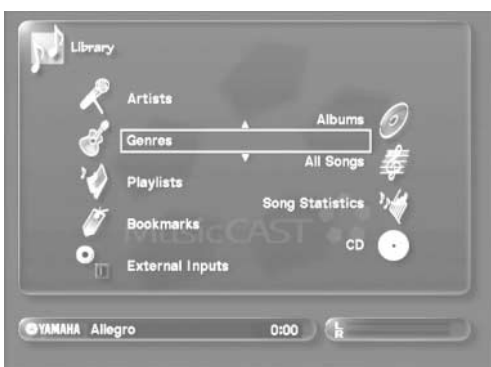 Library
Artists
Albums
Genres
All Songs
Playlists
Song Statistics
Bookmarks
MusicCAST
CD
External Inputs
YAMAHA Allegro 0:00 L
R